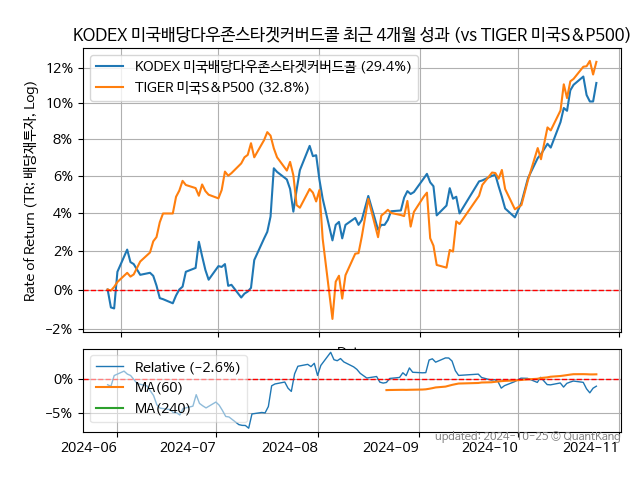 KODEX 미국배당다우존스타겟커버드콜 최근 4개월 성과 (vs TIGER 미국S&P500)
KODEX 미국배당다우존스타겟커버드콜 (29.4%)
TIGER 미국S&P500 (32.8%)
Rate of Return (TR: 배당재투자, Log)
12%
10%
8%
6%
4%
2%
0%
−2%
Relative (−2.6%)
MA(60)
MA(240)
0%
−5%
2024-06
2024-07
2024-08
2024-09
2024-10
2024-11
updated: 2024-10-25 © QuantKang